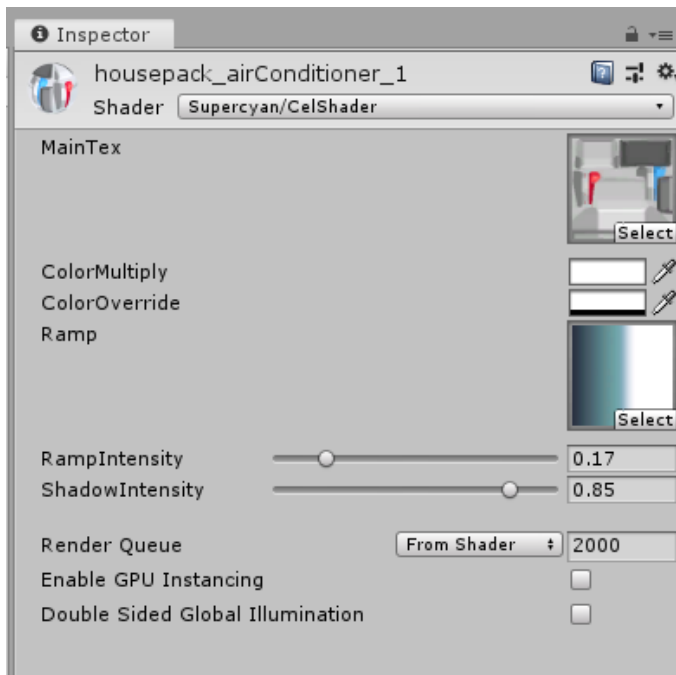 Inspector
housepack_airConditioner_1
Shader Supercyan/CelShader
MainTex
Select
ColorMultiply
ColorOverride
Ramp
Select
RampIntensity 0.17
ShadowIntensity 0.85
Render Queue From Shader 2000
Enable GPU Instancing
Double Sided Global Illumination